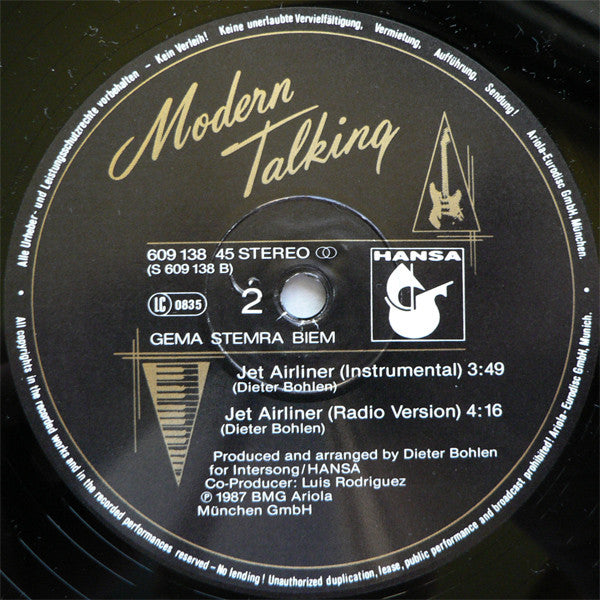 Alle Urheber- und Leistungsschutzrechte vorbehalten - Kein Verleih! Keine unerlaubte Vervielfältigung, Vermietung, Aufführung, Sendung! Ariola-Eurodisc GmbH, München.
Modern
Talking
609 138 45 STEREO
(S 609 138 B)
HANSA
LC 0835
2
GEMA STEMRA BIEM
Jet Airliner (Instrumental) 3:49
(Dieter Bohlen)
Jet Airliner (Radio Version) 4:16
(Dieter Bohlen)
Produced and arranged by Dieter Bohlen
for Intersong/HANSA
Co-Producer: Luis Rodriguez
℗ 1987 BMG Ariola
München GmbH
All copyrights in the recorded works and in the recorded performances reserved - No lending! Unauthorized duplication, lease, public performance and broadcast prohibited! Ariola-Eurodisc GmbH, Munich.